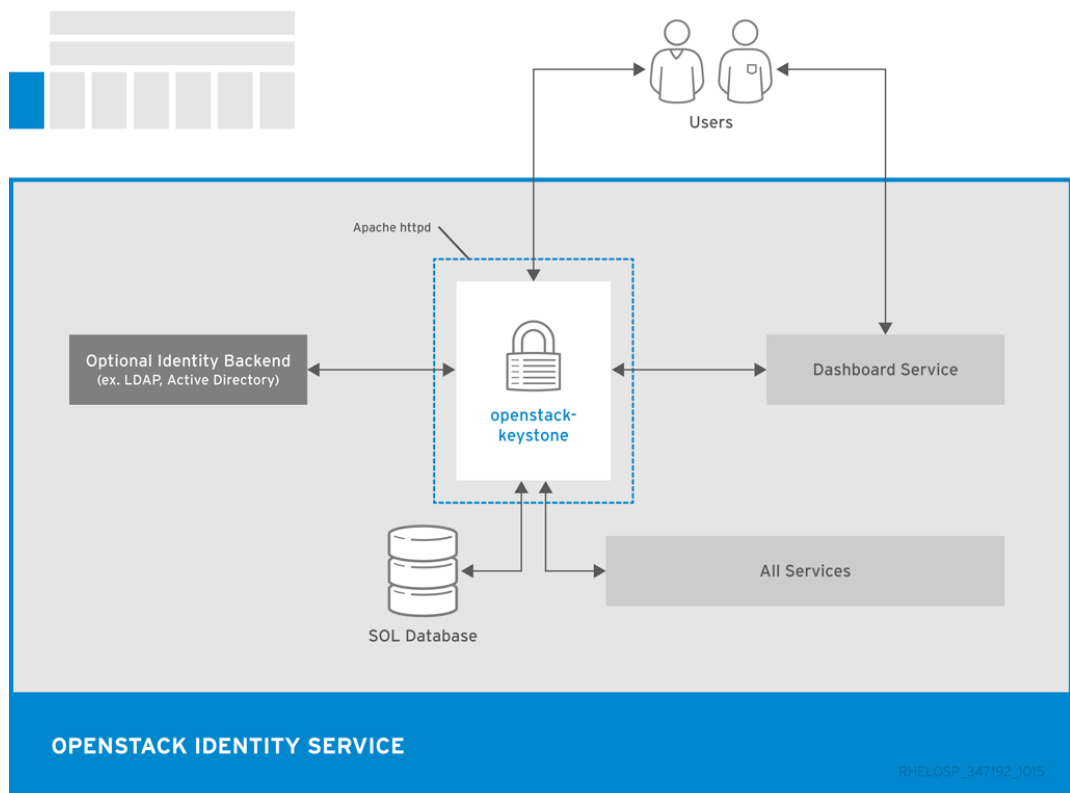 Users
Apache httpd
Optional Identity Backend
(ex. LDAP, Active Directory)
openstack-
keystone
Dashboard Service
SOL Database
All Services
OPENSTACK IDENTITY SERVICE
RHELOSP_347192_1015